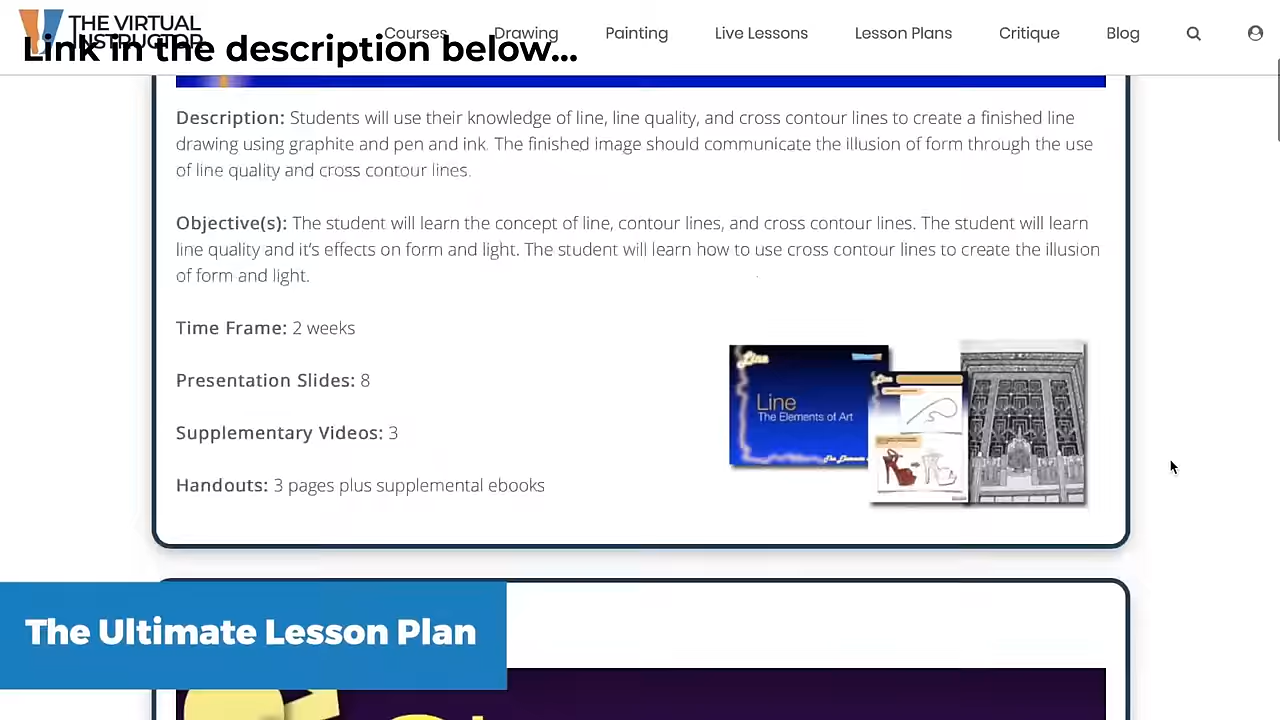 THE VIRTUAL
INSTRUCTOR
Courses
Drawing
Painting
Live Lessons
Lesson Plans
Critique
Blog
Link in the description below...
Description: Students will use their knowledge of line, line quality, and cross contour lines to create a finished line
drawing using graphite and pen and ink. The finished image should communicate the illusion of form through the use
of line quality and cross contour lines.
Objective(s): The student will learn the concept of line, contour lines, and cross contour lines. The student will learn
line quality and it's effects on form and light. The student will learn how to use cross contour lines to create the illusion
of form and light.
Time Frame: 2 weeks
Presentation Slides: 8
Supplementary Videos: 3
Handouts: 3 pages plus supplemental ebooks
Line
Line
The Elements of Art
Line
The Ultimate Lesson Plan